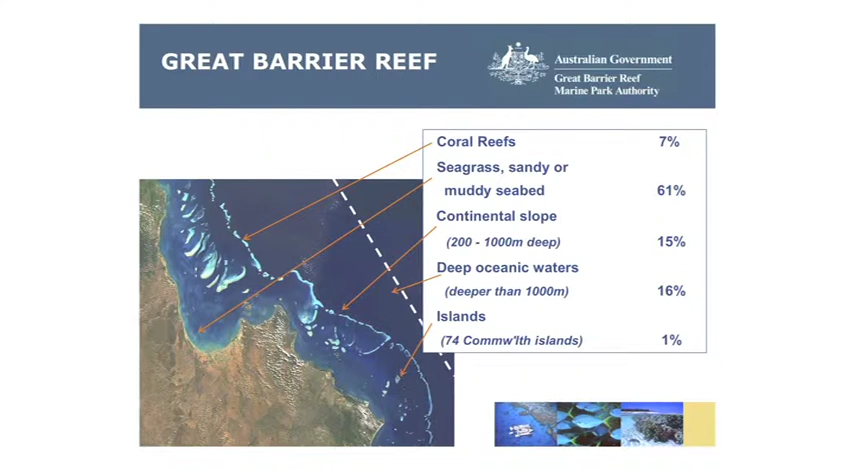 GREAT BARRIER REEF
Australian Government
Great Barrier Reef
Marine Park Authority
Coral Reefs 7%
Seagrass, sandy or
muddy seabed 61%
Continental slope
(200 - 1000m deep) 15%
Deep oceanic waters
(deeper than 1000m) 16%
Islands
(74 Commw'lth islands) 1%